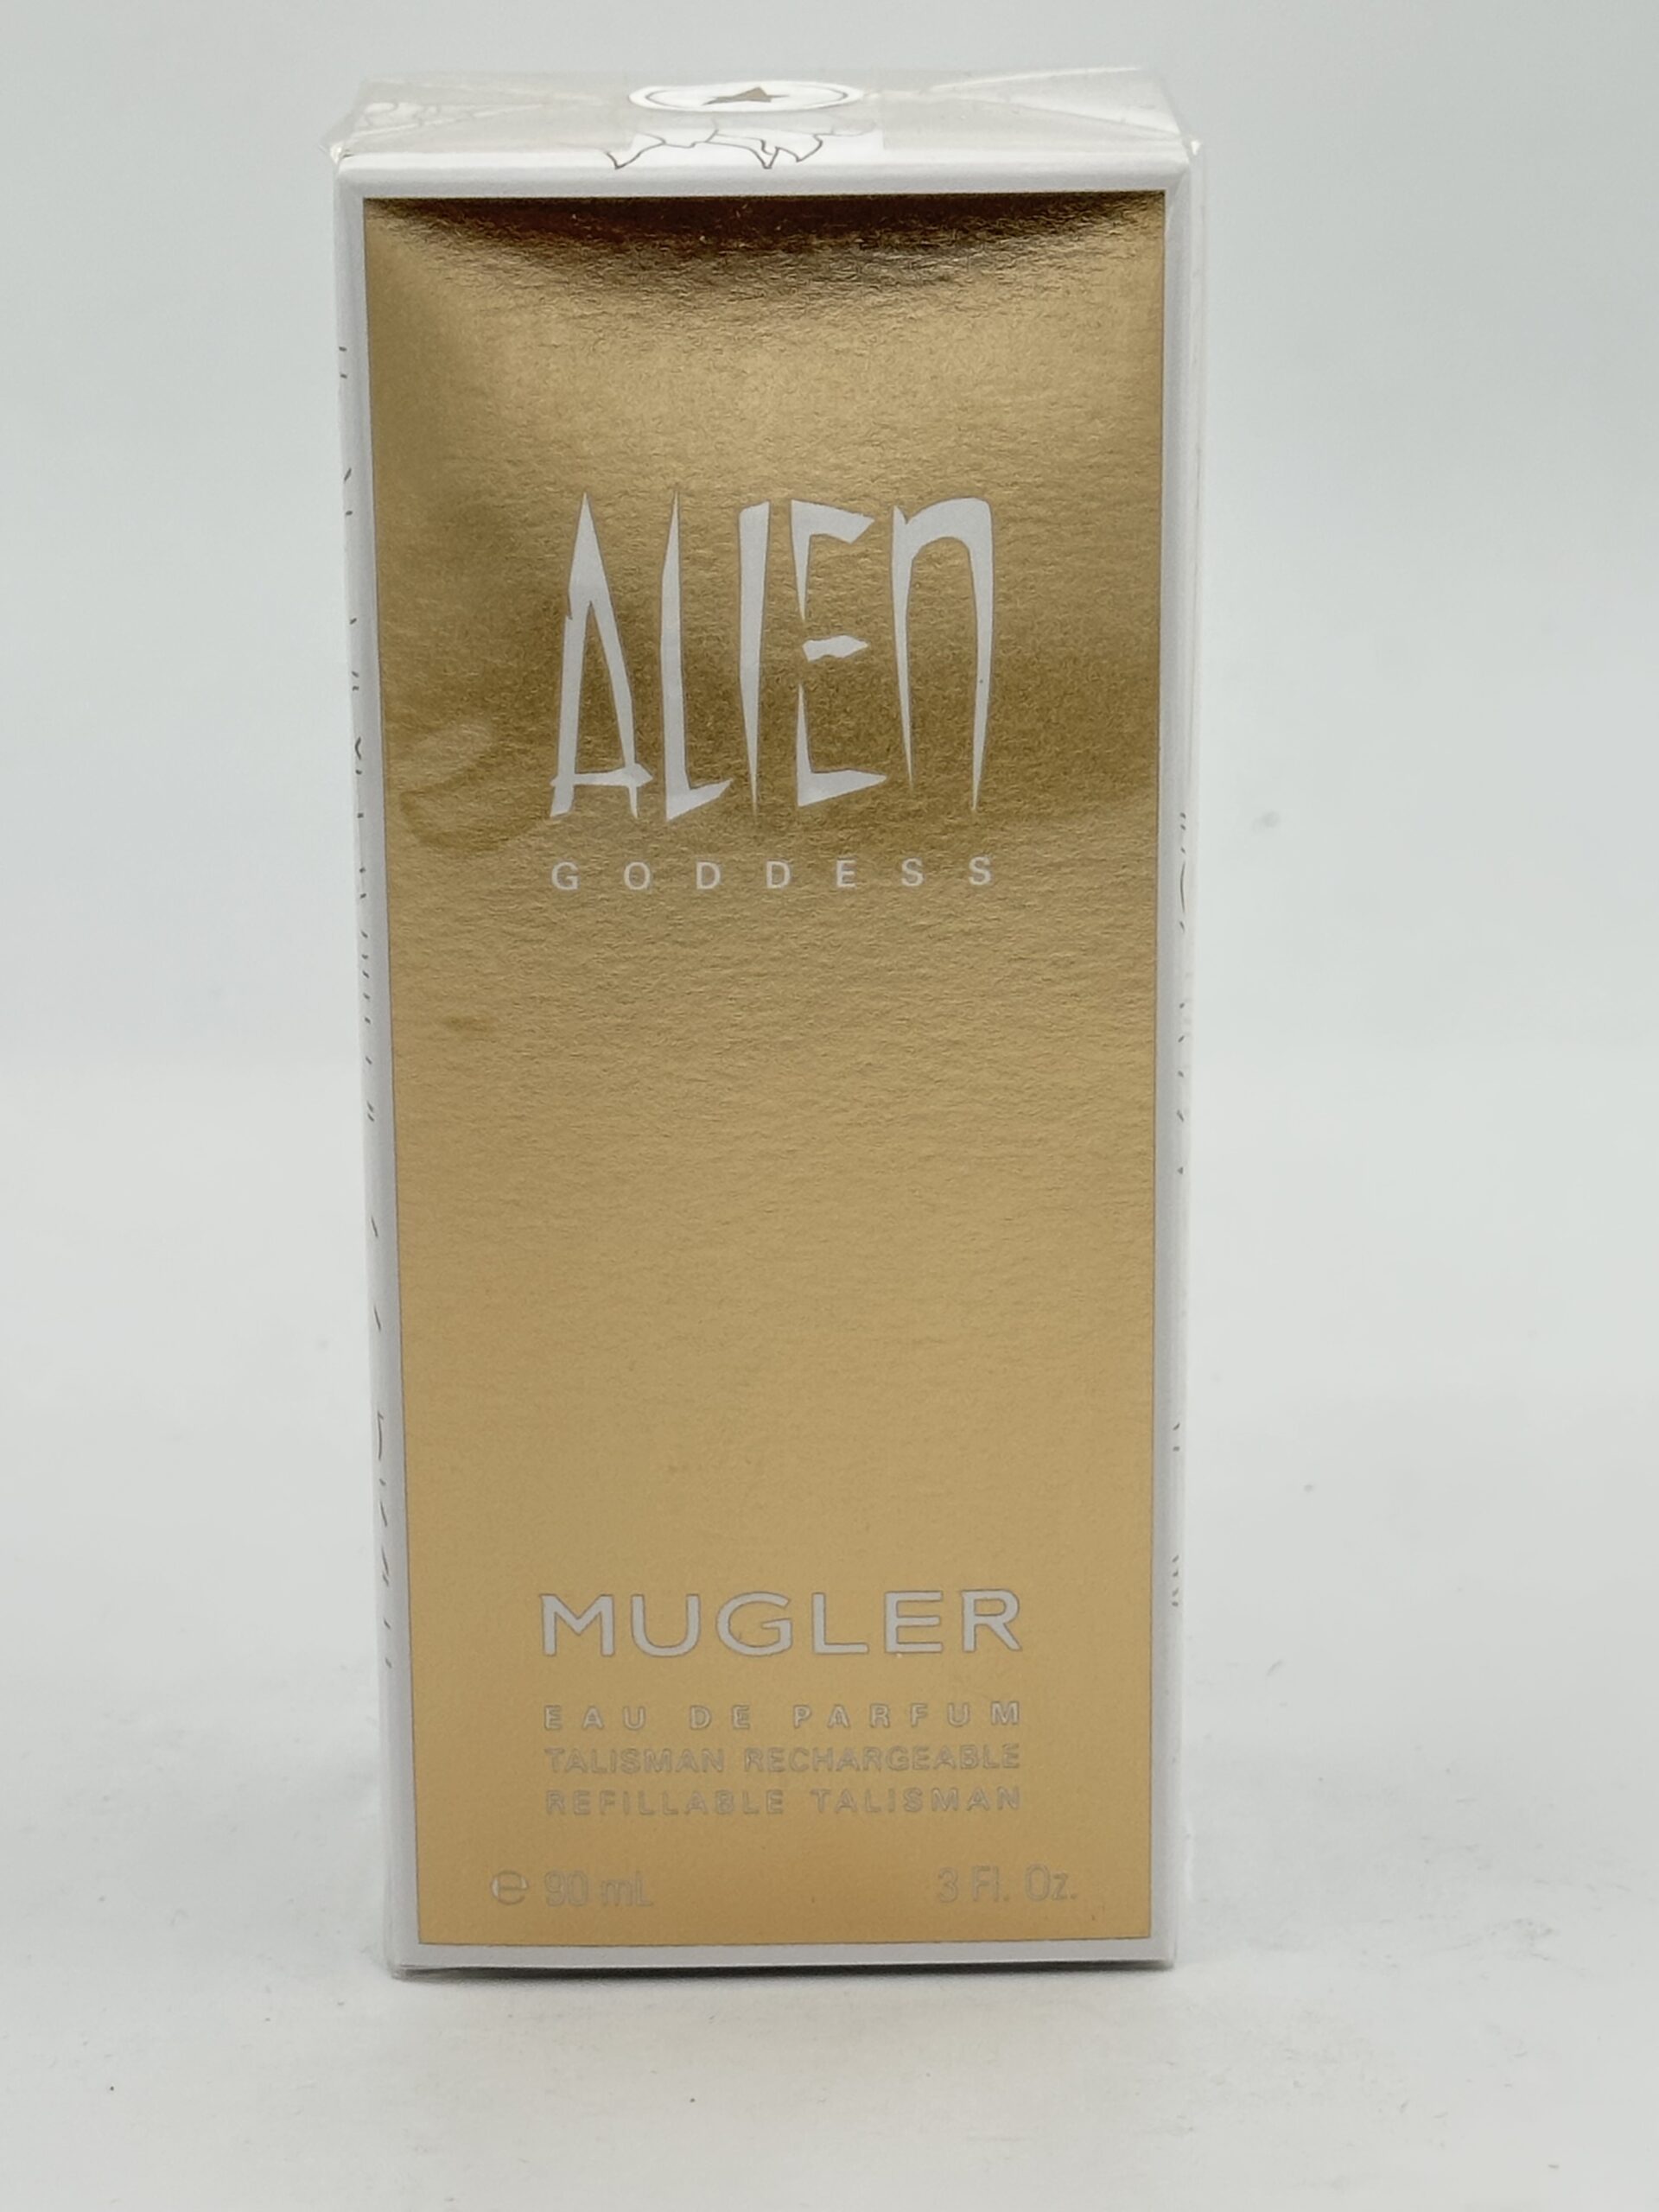 ALIEN
GODDESS
MUGLER
EAU DE PARFUM
TALISMAN RECHARGEABLE
REFILLABLE TALISMAN
℮ 90 mL 3 Fl. Oz.